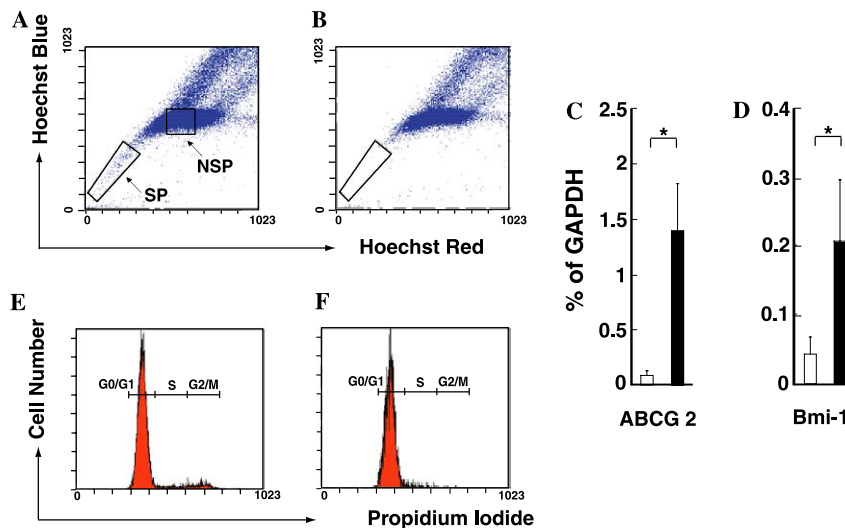 A
B
Hoechst Blue
1023
0
SP
NSP
0
1023
0
1023
0
1023
Hoechst Red
C
D
% of GAPDH
2.5
2
1.5
1
0.5
0
*
ABCG 2
0.4
0.3
0.2
0.1
0
*
Bmi-1
E
F
Cell Number
G0/G1
S
G2/M
0
1023
G0/G1
S
G2/M
0
1023
Propidium Iodide